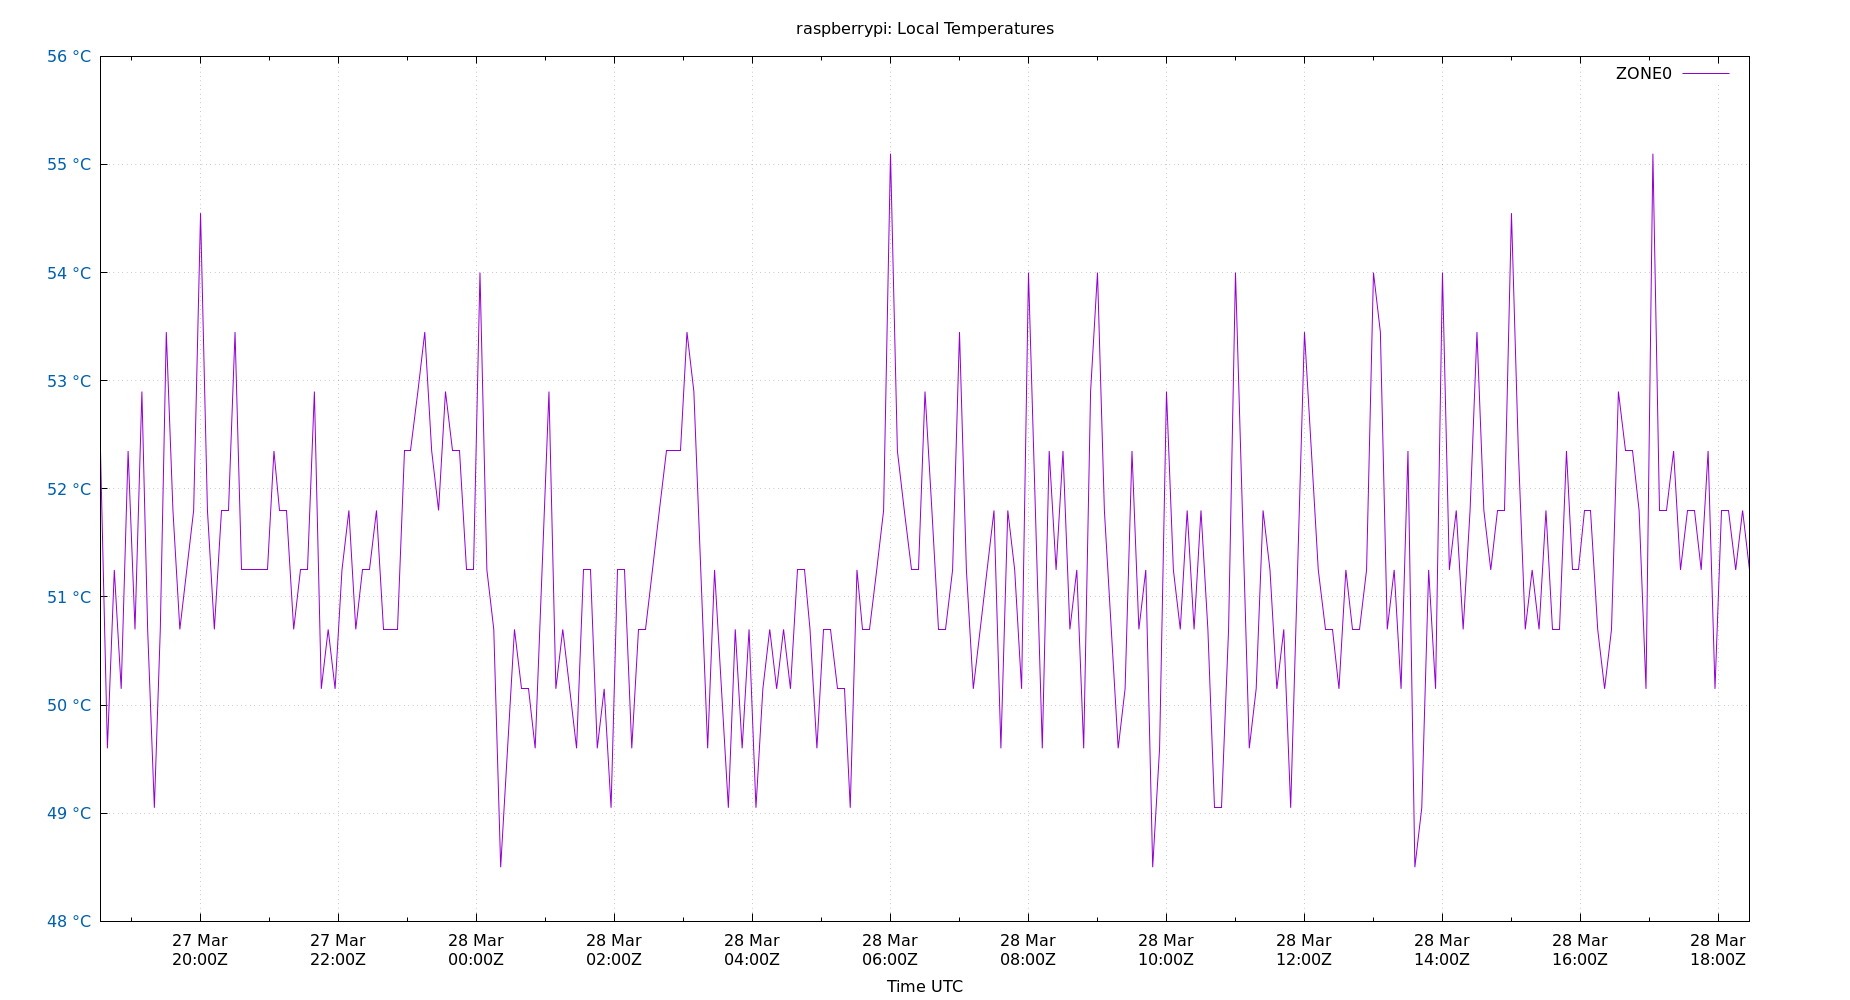 raspberrypi: Local Temperatures
ZONE0
56 °C
55 °C
54 °C
53 °C
52 °C
51 °C
50 °C
49 °C
48 °C
27 Mar 27 Mar 28 Mar 28 Mar 28 Mar 28 Mar 28 Mar 28 Mar 28 Mar 28 Mar 28 Mar 28 Mar
20:00Z 22:00Z 00:00Z 02:00Z 04:00Z 06:00Z 08:00Z 10:00Z 12:00Z 14:00Z 16:00Z 18:00Z
Time UTC